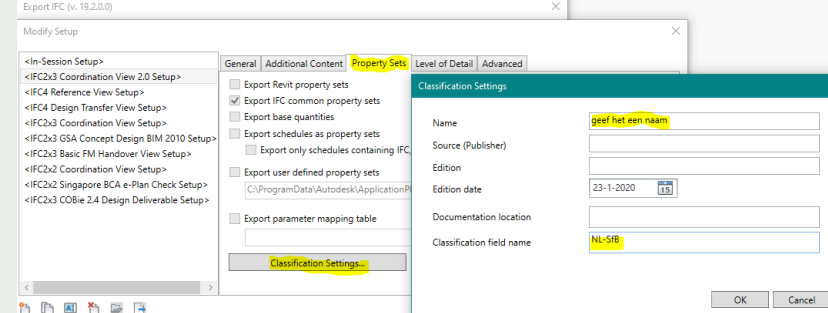 Export IFC (v. 19.2.0.0)
Modify Setup
<In-Session Setup>
<IFC2x3 Coordination View 2.0 Setup>
<IFC4 Reference View Setup>
<IFC4 Design Transfer View Setup>
<IFC2x3 Coordination View Setup>
<IFC2x3 GSA Concept Design BIM 2010 Setup>
<IFC2x3 Basic FM Handover View Setup>
<IFC2x2 Coordination View Setup>
<IFC2x2 Singapore BCA e-Plan Check Setup>
<IFC2x3 COBie 2.4 Design Deliverable Setup>
General Additional Content Property Sets Level of Detail Advanced
Export Revit property sets
Export IFC common property sets
Export base quantities
Export schedules as property sets
Export only schedules containing IFC,
Export user defined property sets
C:\ProgramData\Autodesk\ApplicationPl
Export parameter mapping table
Classification Settings...
Classification Settings
Name geef het een naam
Source (Publisher)
Edition
Edition date 23-1-2020 15
Documentation location
Classification field name NL-SfB
OK Cancel